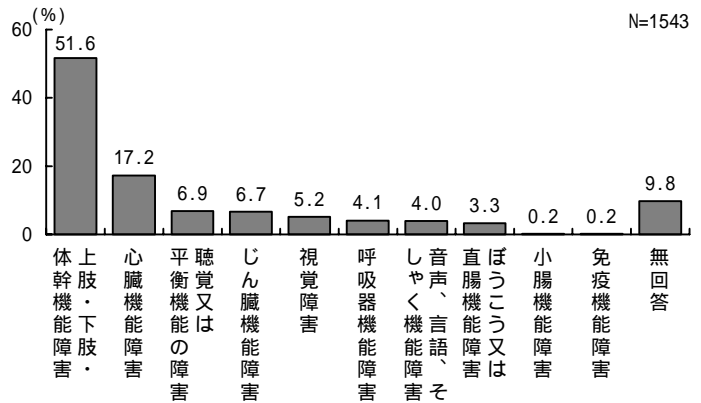 (%)
N=1543
60
40
20
0
51.6
17.2
6.9
6.7
5.2
4.1
4.0
3.3
0.2
0.2
9.8
上肢・下肢・
体幹機能障害
心臓機能障害
聴覚又は
平衡機能の障害
じん臓機能障害
視覚障害
呼吸器機能障害
音声、言語、そ
しゃく機能障害
ぼうこう又は
直腸機能障害
小腸機能障害
免疫機能障害
無回答